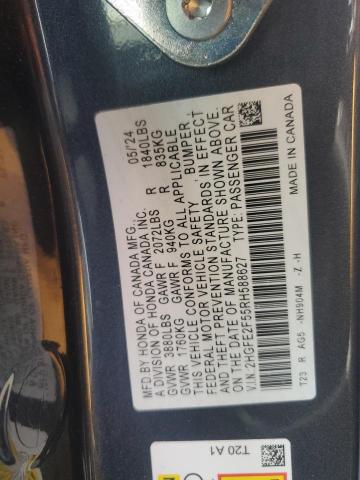 MFD.BY HONDA OF CANADA MFG. 05/'24
A DIVISION OF HONDA CANADA INC.
GVWR 3880LBS GAWR F 2072LBS R 1840LBS
GVWR 1760KG GAWR F 940KG R 835KG
THIS VEHICLE CONFORMS TO ALL APPLICABLE
FEDERAL MOTOR VEHICLE SAFETY, BUMPER,
AND THEFT PREVENTION STANDARDS IN EFFECT
ON THE DATE OF MANUFACTURE SHOWN ABOVE.
V.I.N. 2HGFE2F55RH588627 TYPE: PASSENGER CAR
T23 R AG5 -NH904M -Z -H MADE IN CANADA
T20 A1